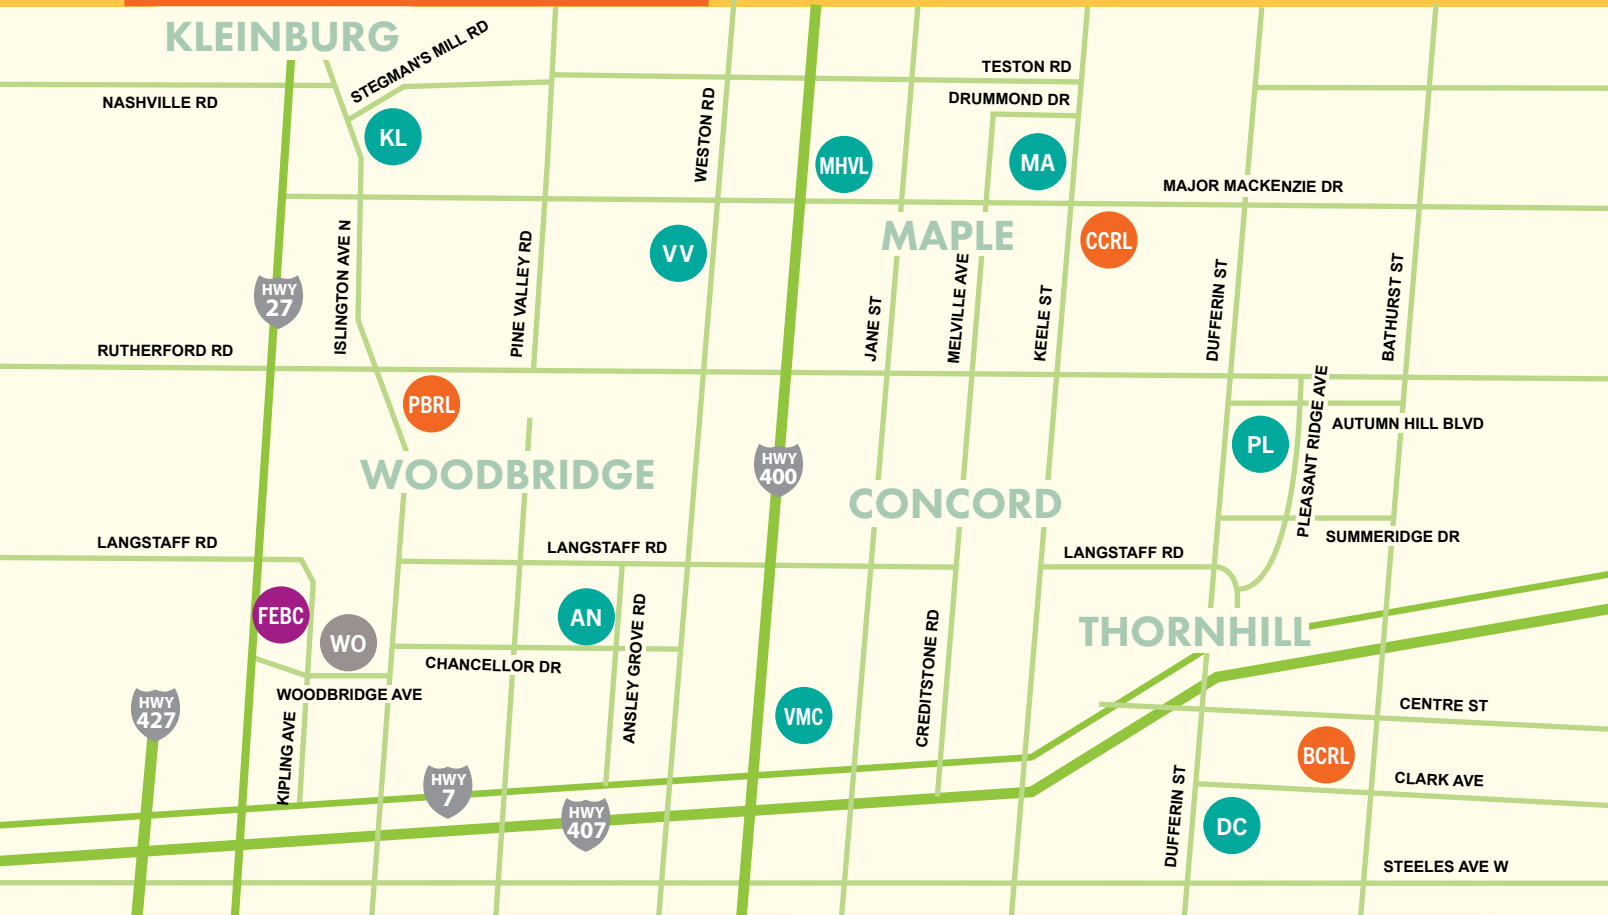 KLEINBURG
STEGMAN'S MILL RD
TESTON RD
NASHVILLE RD
DRUMMOND DR
WESTON RD
KL
MHVL
MA
MAJOR MACKENZIE DR
MAPLE
CCRL
VV
ISLINGTON AVE N
PINE VALLEY RD
HWY
27
JANE ST
MELVILLE AVE
KEELE ST
DUFFERIN ST
BATHURST ST
RUTHERFORD RD
PBRL
PLEASANT RIDGE AVE
AUTUMN HILL BLVD
PL
WOODBRIDGE
HWY
400
CONCORD
SUMMERIDGE DR
LANGSTAFF RD
LANGSTAFF RD
LANGSTAFF RD
FEBC
WO
AN
ANSLEY GROVE RD
CREDITSTONE RD
THORNHILL
CHANCELLOR DR
WOODBRIDGE AVE
HWY
427
KIPLING AVE
VMC
CENTRE ST
BCRL
CLARK AVE
HWY
7
HWY
407
DUFFERIN ST
DC
STEELES AVE W